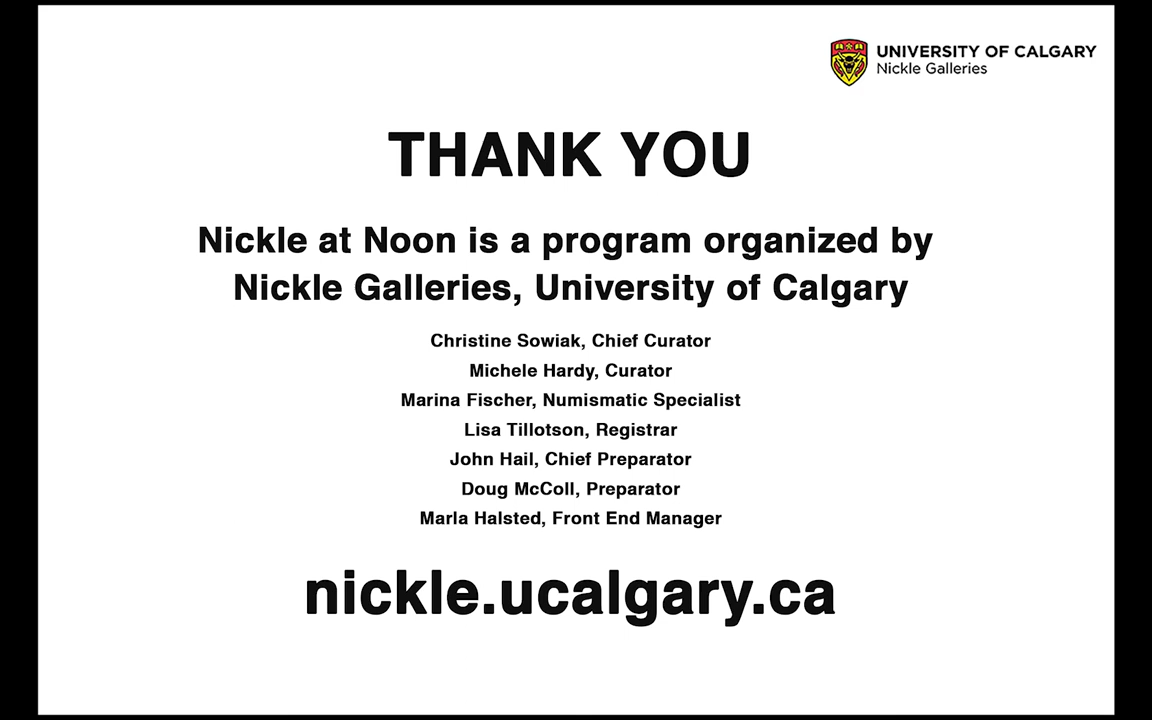 UNIVERSITY OF CALGARY
Nickle Galleries
THANK YOU
Nickle at Noon is a program organized by
Nickle Galleries, University of Calgary
Christine Sowiak, Chief Curator
Michele Hardy, Curator
Marina Fischer, Numismatic Specialist
Lisa Tillotson, Registrar
John Hail, Chief Preparator
Doug McColl, Preparator
Marla Halsted, Front End Manager
nickle.ucalgary.ca